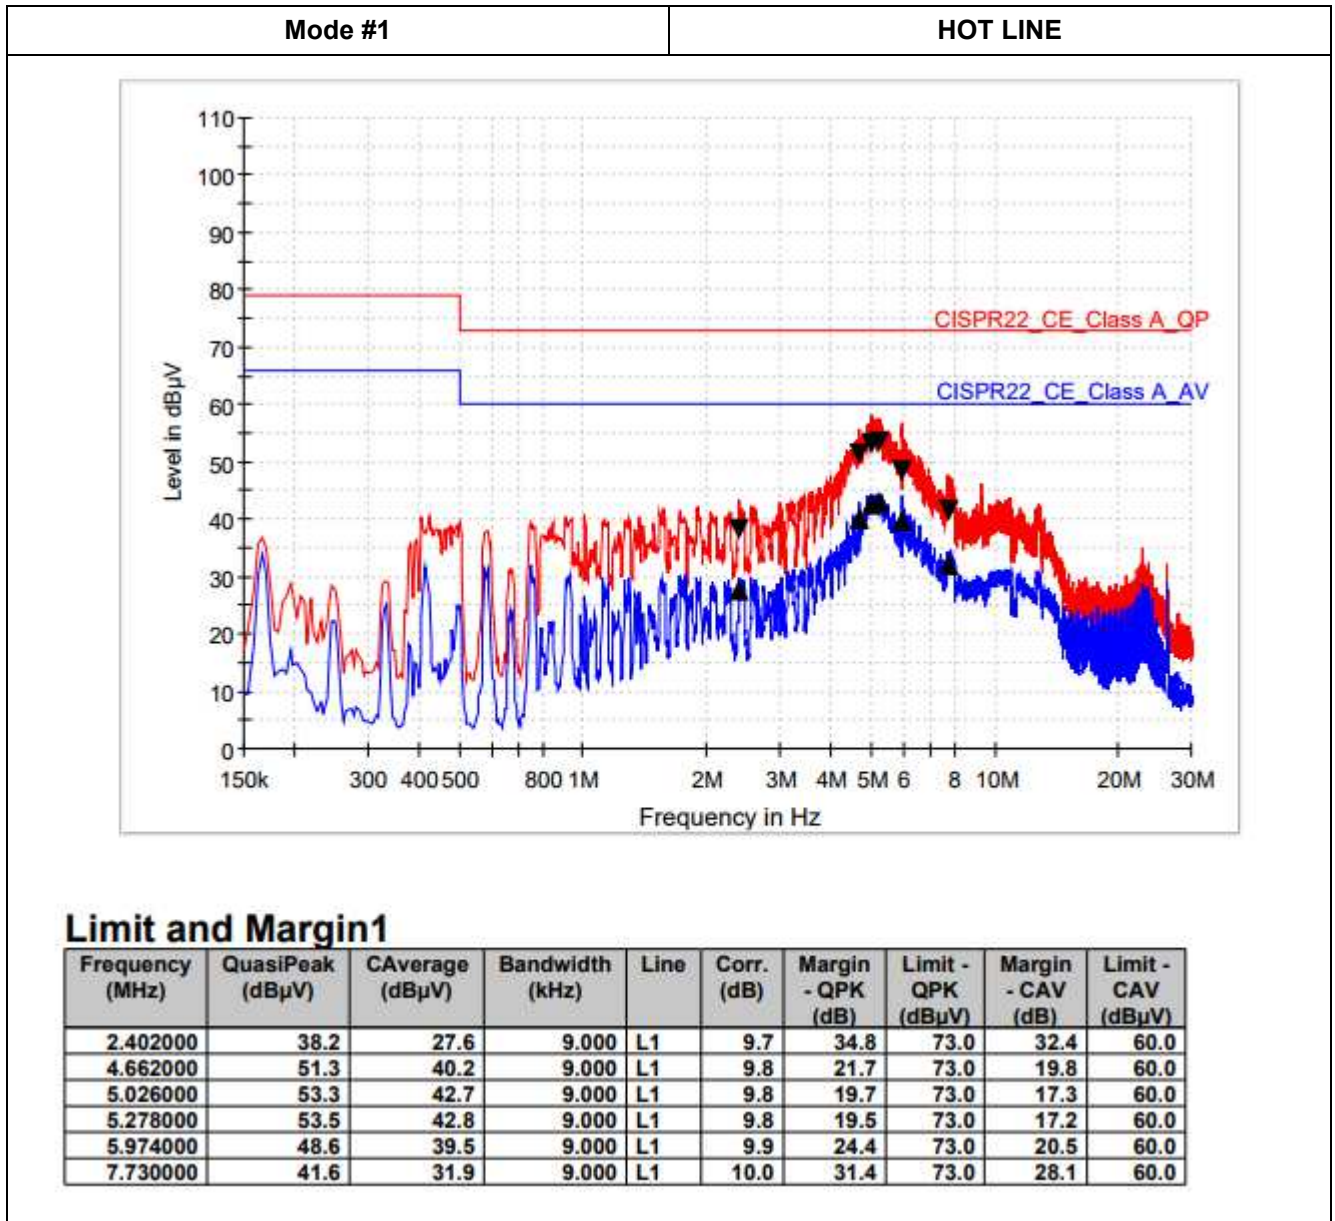 Mode #1 HOT LINE
110
100
90
80
70
60
50
40
30
20
10
0
Level in dBµV
CISPR22_CE_Class A_QP
CISPR22_CE_Class A_AV
150k 300 400 500 800 1M 2M 3M 4M 5M 6 8 10M 20M 30M
Frequency in Hz
Limit and Margin1
Frequency (MHz) QuasiPeak (dBµV) CAverage (dBµV) Bandwidth (kHz) Line Corr. (dB) Margin - QPK (dB) Limit - QPK (dBµV) Margin - CAV (dB) Limit - CAV (dBµV)
2.402000 38.2 27.6 9.000 L1 9.7 34.8 73.0 32.4 60.0
4.662000 51.3 40.2 9.000 L1 9.8 21.7 73.0 19.8 60.0
5.026000 53.3 42.7 9.000 L1 9.8 19.7 73.0 17.3 60.0
5.278000 53.5 42.8 9.000 L1 9.8 19.5 73.0 17.2 60.0
5.974000 48.6 39.5 9.000 L1 9.9 24.4 73.0 20.5 60.0
7.730000 41.6 31.9 9.000 L1 10.0 31.4 73.0 28.1 60.0